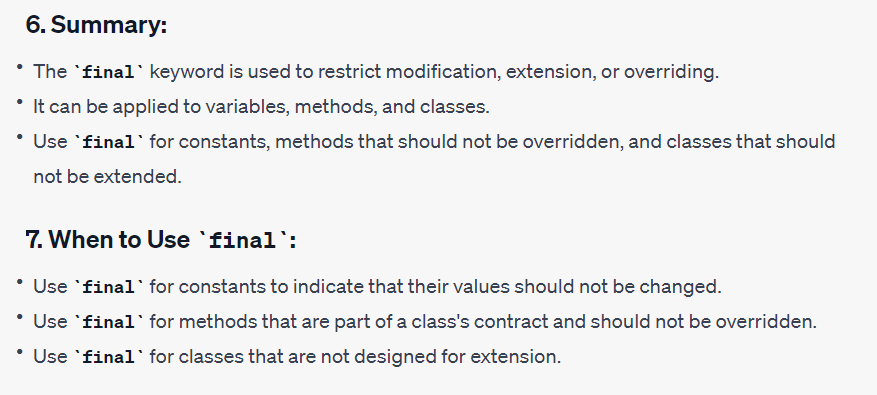 6. Summary:
• The `final` keyword is used to restrict modification, extension, or overriding.
• It can be applied to variables, methods, and classes.
• Use `final` for constants, methods that should not be overridden, and classes that should
not be extended.
7. When to Use `final`:
• Use `final` for constants to indicate that their values should not be changed.
• Use `final` for methods that are part of a class's contract and should not be overridden.
• Use `final` for classes that are not designed for extension.